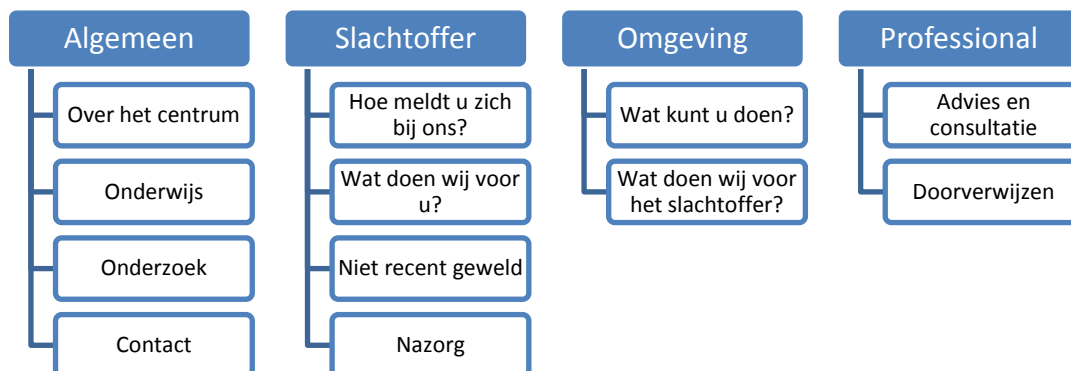 Algemeen
Over het centrum
Onderwijs
Onderzoek
Contact
Slachtoffer
Hoe meldt u zich
bij ons?
Wat doen wij voor
u?
Niet recent geweld
Nazorg
Omgeving
Wat kunt u doen?
Wat doen wij voor
het slachtoffer?
Professional
Advies en
consultatie
Doorverwijzen